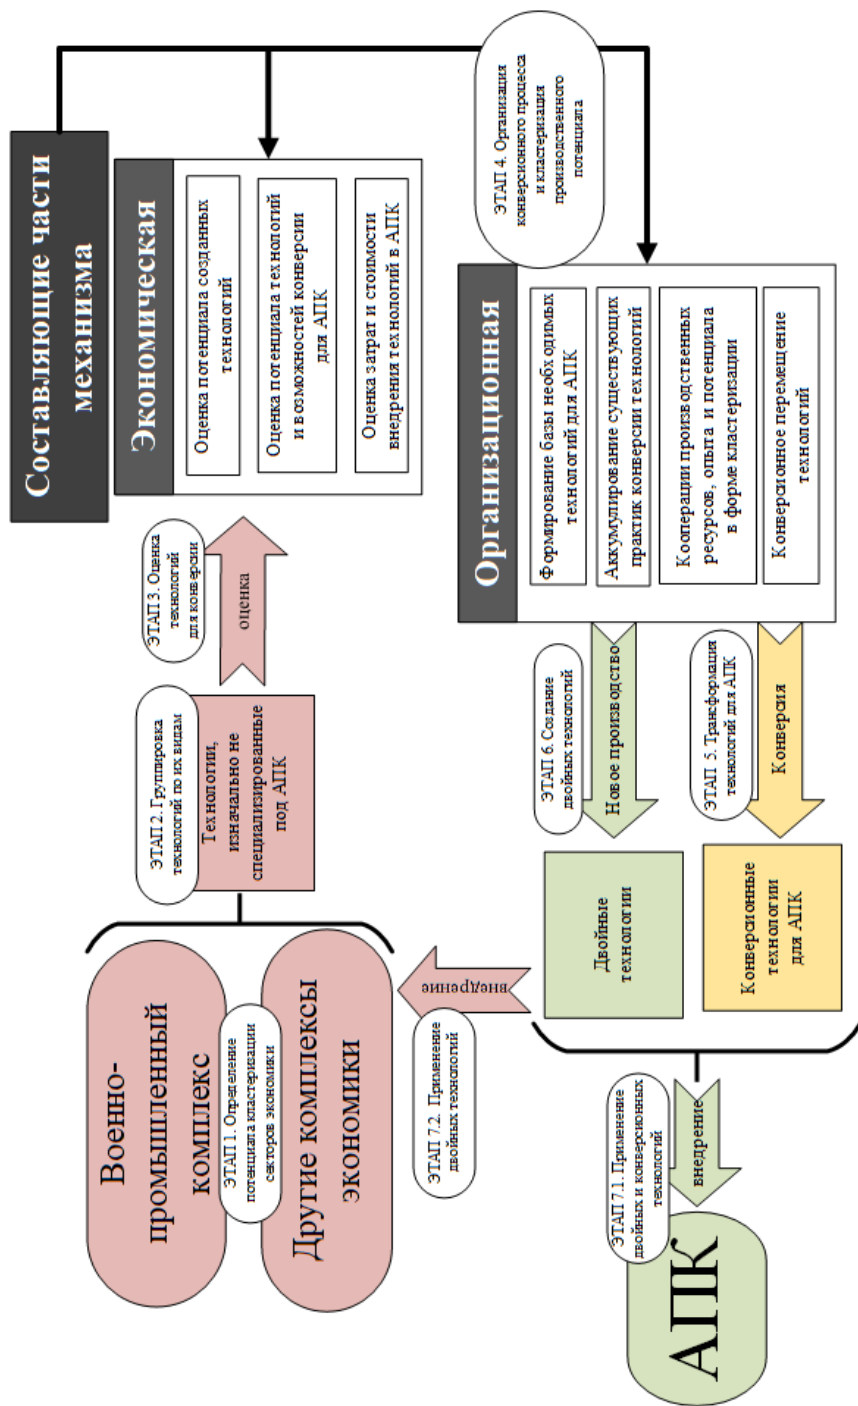 Составляющие части
механизма
Военно-
промышленный
комплекс
ЭТАП 1. Определение
потенциала кластеризации
секторов экономики
Другие комплексы
экономики
ЭТАП 2. Группировка
технологий по их видам
Технологии,
изначально не
специализированные
под АПК
ЭТАП 3. Оценка
технологий
для конверсии
оценка
Экономическая
Оценка потенциала созданных
технологий
Оценка потенциала технологий
и возможностей конверсии
для АПК
Оценка затрат и стоимости
внедрения технологий в АПК
ЭТАП 4. Организация
конверсионного процесса
и кластеризация
производственного
потенциала
Организационная
Формирование базы необходимых
технологий для АПК
Аккумулирование существующих
практик конверсии технологий
Кооперации производственных
ресурсов, опыта и потенциала
в форме кластеризации
Конверсионное перемещение
технологий
ЭТАП 6. Создание
двойных технологий
Новое производство
ЭТАП 5. Трансформация
технологий для АПК
Конверсия
Двойные
технологии
Конверсионные
технологии
для АПК
внедрение
ЭТАП 7.2. Применение
двойных технологий
ЭТАП 7.1. Применение
двойных и конверсионных
технологий
внедрение
АПК